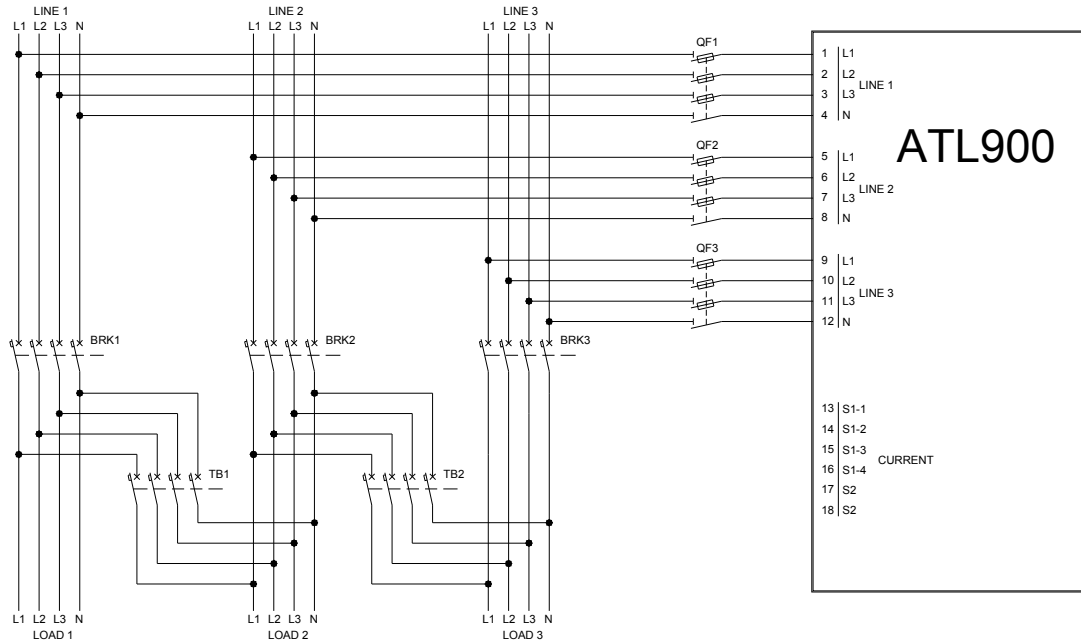 LINE 1 LINE 2 LINE 3
L1 L2 L3 N L1 L2 L3 N L1 L2 L3 N
QF1
1 L1
2 L2
LINE 1
3 L3
4 N
ATL900
QF2
5 L1
6 L2
LINE 2
7 L3
8 N
QF3
9 L1
10 L2
LINE 3
11 L3
12 N
BRK1 BRK2 BRK3
13 S1-1
14 S1-2
15 S1-3
CURRENT
16 S1-4
17 S2
18 S2
TB1 TB2
L1 L2 L3 N L1 L2 L3 N L1 L2 L3 N
LOAD 1 LOAD 2 LOAD 3